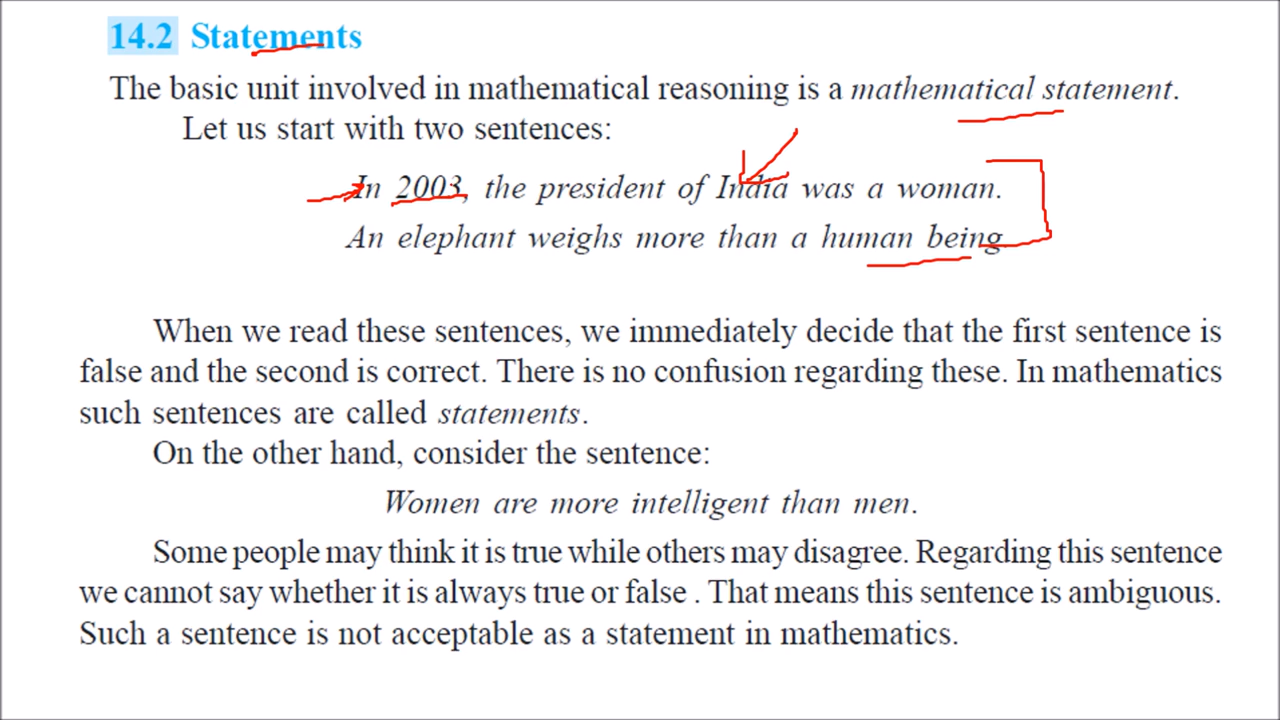 14.2 Statements
The basic unit involved in mathematical reasoning is a mathematical statement.
Let us start with two sentences:
In 2003, the president of India was a woman.
An elephant weighs more than a human being
When we read these sentences, we immediately decide that the first sentence is
false and the second is correct. There is no confusion regarding these. In mathematics
such sentences are called statements.
On the other hand, consider the sentence:
Women are more intelligent than men.
Some people may think it is true while others may disagree. Regarding this sentence
we cannot say whether it is always true or false . That means this sentence is ambiguous.
Such a sentence is not acceptable as a statement in mathematics.